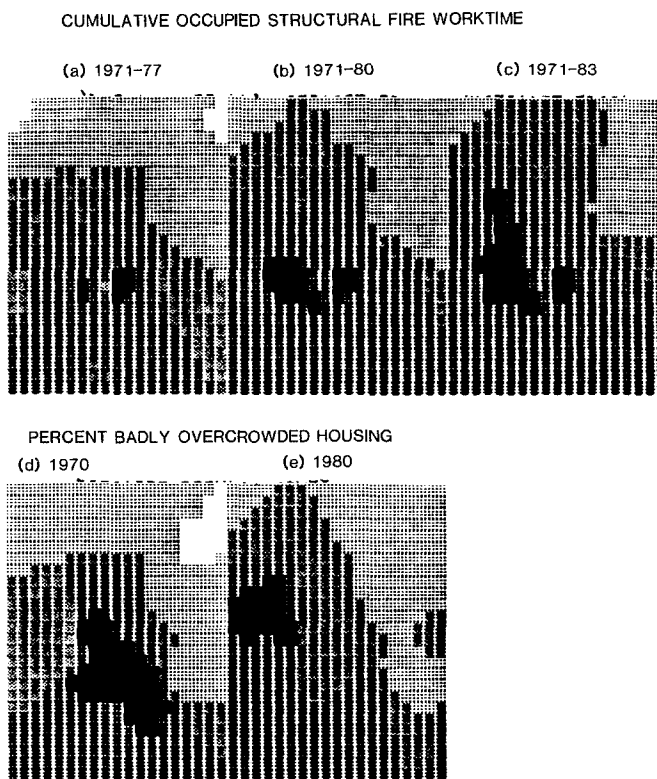 CUMULATIVE OCCUPIED STRUCTURAL FIRE WORKTIME
(a) 1971-77
(b) 1971-80
(c) 1971-83
PERCENT BADLY OVERCROWDED HOUSING
(d) 1970
(e) 1980